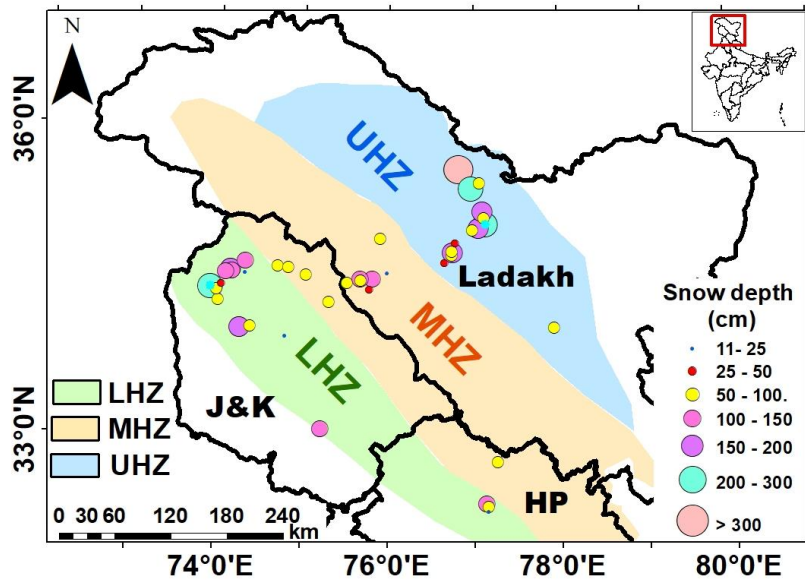 N
36°0'N
33°0'N
UHZ
MHZ
LHZ
Ladakh
J&K
HP
LHZ
MHZ
UHZ
Snow depth
(cm)
11- 25
25 - 50
50 - 100.
100 - 150
150 - 200
200 - 300
> 300
0 30 60 120 180 240
km
74°0'E 76°0'E 78°0'E 80°0'E